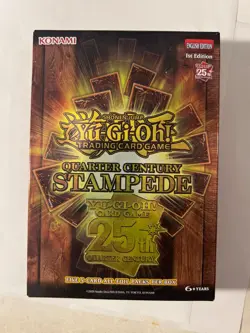 KONAMI
ENGLISH EDITION
1st Edition
25th
Yu-Gi-Oh!
TRADING CARD GAME
QUARTER CENTURY
STAMPEDE
YU-GI-OH!
CARD GAME
25th
QUARTER CENTURY
6+ YEARS